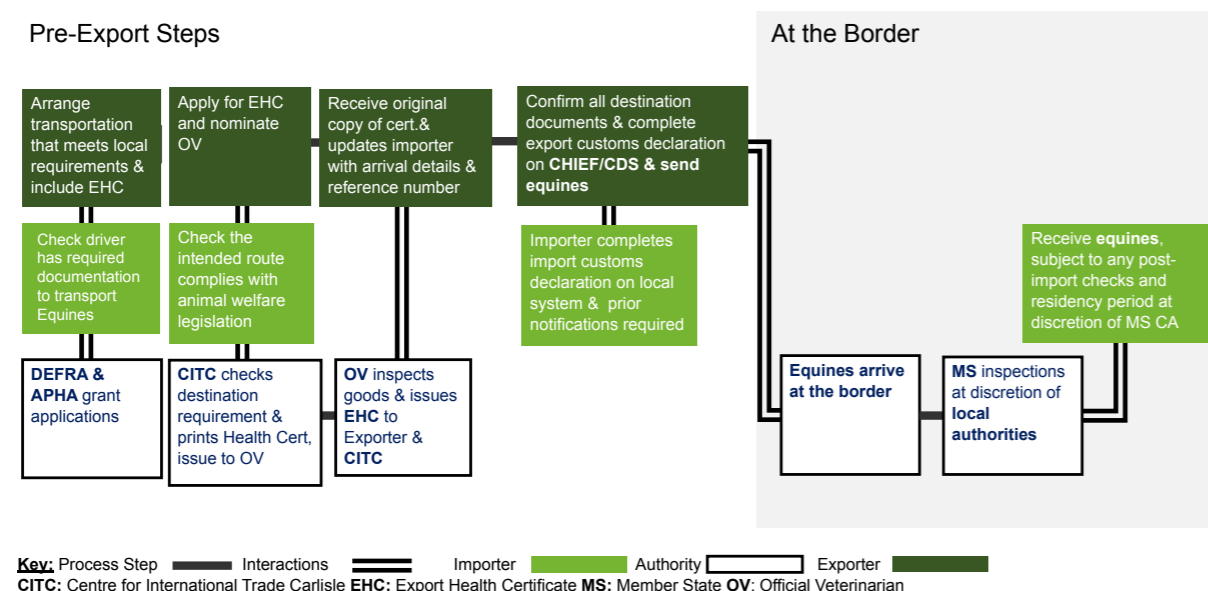 Pre-Export Steps
At the Border
Arrange
transportation
that meets local
requirements &
include EHC
Apply for EHC
and nominate
OV
Receive original
copy of cert.&
updates importer
with arrival details &
reference number
Confirm all destination
documents & complete
export customs declaration
on CHIEF/CDS & send
equines
Check driver
has required
documentation
to transport
Equines
Check the
intended route
complies with
animal welfare
legislation
Importer completes
import customs
declaration on local
system & prior
notifications required
Receive equines,
subject to any post-
import checks and
residency period at
discretion of MS CA
DEFRA &
APHA grant
applications
CITC checks
destination
requirement &
prints Health Cert,
issue to OV
OV inspects
goods & issues
EHC to
Exporter &
CITC
Equines arrive
at the border
MS inspections
at discretion of
local
authorities
Key: Process Step Interactions Importer Authority Exporter
CITC: Centre for International Trade Carlisle EHC: Export Health Certificate MS: Member State OV: Official Veterinarian